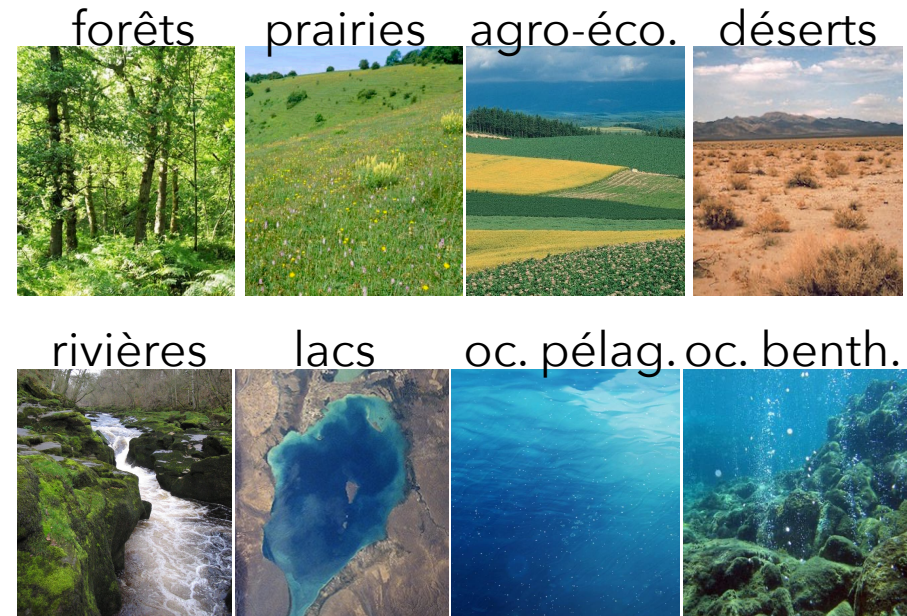 forêts prairies agro-éco. déserts
rivières lacs oc. pélag. oc. benth.